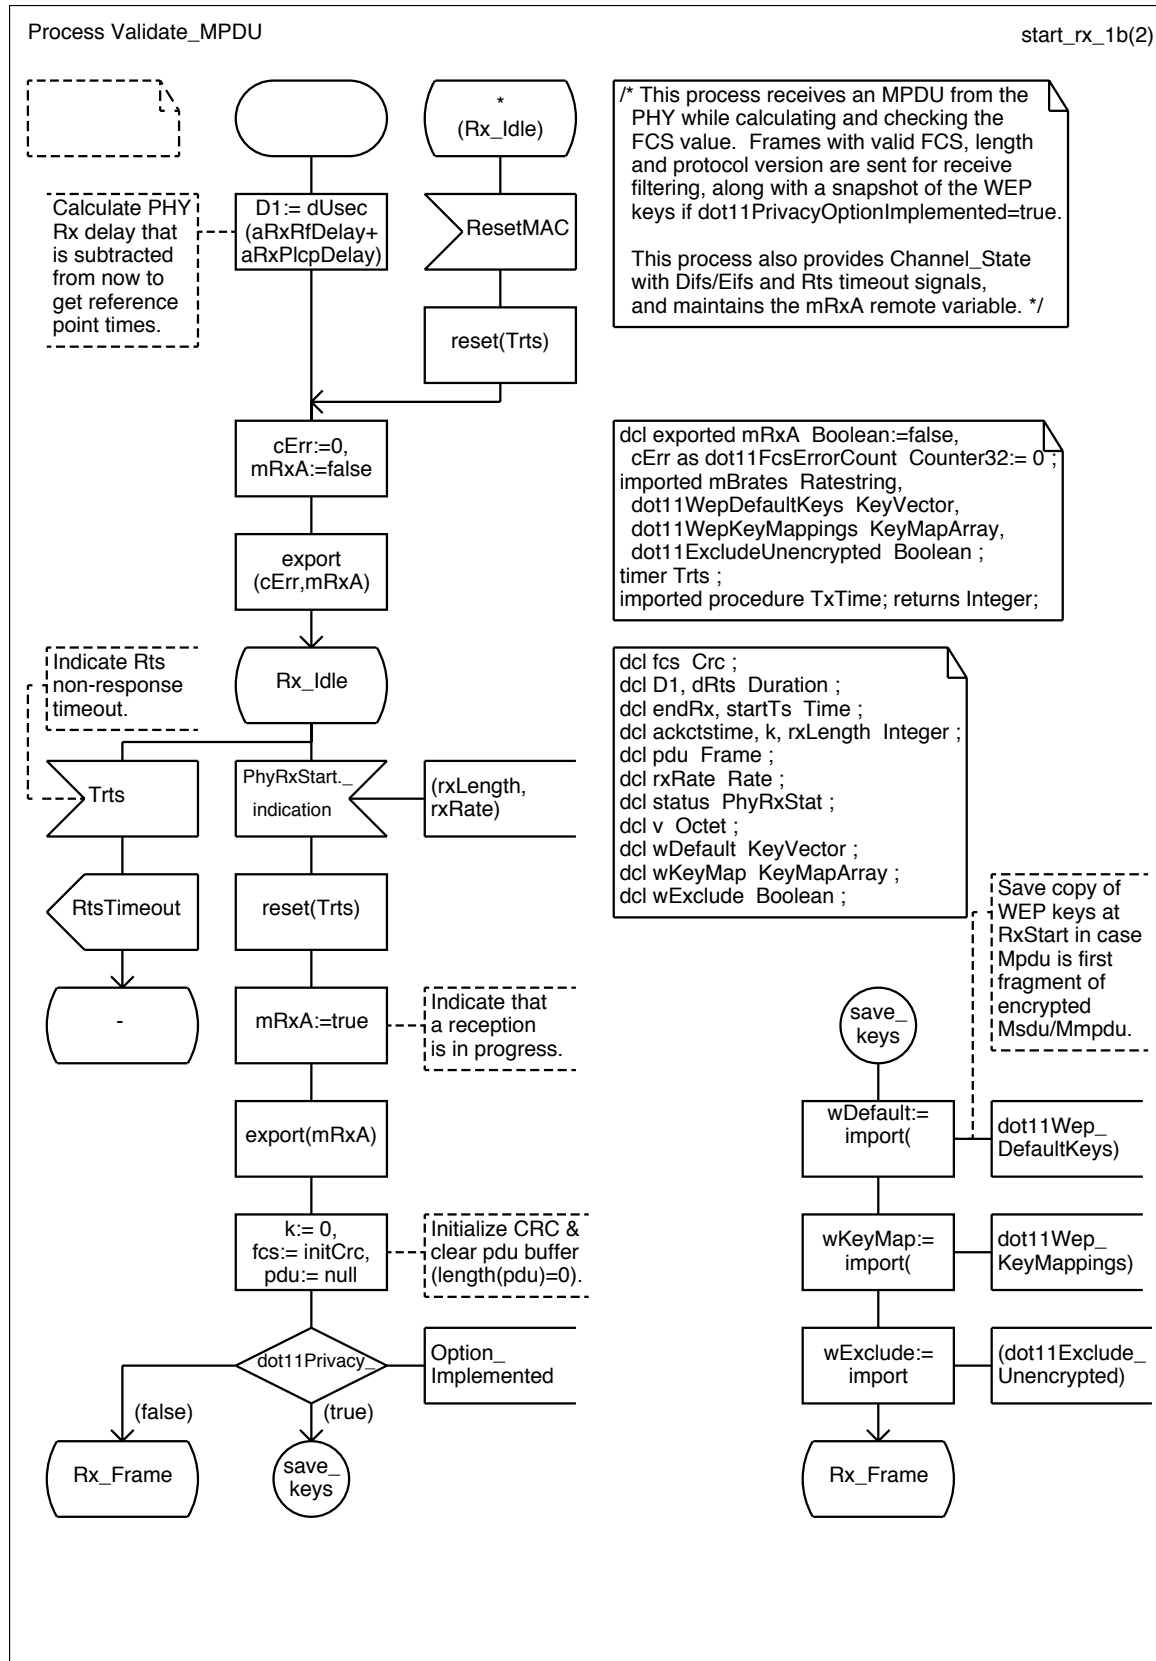 Process Validate_MPDU
start_rx_1b(2)
*
(Rx_Idle)
/* This process receives an MPDU from the
PHY while calculating and checking the
FCS value.  Frames with valid FCS, length
and protocol version are sent for receive
filtering, along with a snapshot of the WEP
keys if dot11PrivacyOptionImplemented=true.
This process also provides Channel_State
with Difs/Eifs and Rts timeout signals,
and maintains the mRxA remote variable. */
Calculate PHY
Rx delay that
is subtracted
from now to
get reference
point times.
D1:= dUsec
(aRxRfDelay+
aRxPlcpDelay)
ResetMAC
reset(Trts)
cErr:=0,
mRxA:=false
dcl exported mRxA  Boolean:=false,
cErr as dot11FcsErrorCount  Counter32:= 0 ;
imported mBrates  Ratestring,
dot11WepDefaultKeys  KeyVector,
dot11WepKeyMappings  KeyMapArray,
dot11ExcludeUnencrypted  Boolean ;
timer Trts ;
imported procedure TxTime; returns Integer;
export
(cErr,mRxA)
Indicate Rts
non-response
timeout.
Rx_Idle
dcl fcs  Crc ;
dcl D1, dRts  Duration ;
dcl endRx, startTs  Time ;
dcl ackctstime, k, rxLength  Integer ;
dcl pdu  Frame ;
dcl rxRate  Rate ;
dcl status  PhyRxStat ;
dcl v  Octet ;
dcl wDefault  KeyVector ;
dcl wKeyMap  KeyMapArray ;
dcl wExclude  Boolean ;
Trts
PhyRxStart._
indication
(rxLength,
rxRate)
RtsTimeout
reset(Trts)
Save copy of
WEP keys at
RxStart in case
Mpdu is first
fragment of
encrypted
Msdu/Mmpdu.
-
mRxA:=true
Indicate that
a reception
is in progress.
save_
keys
export(mRxA)
wDefault:=
import(
dot11Wep_
DefaultKeys)
k:= 0,
fcs:= initCrc,
pdu:= null
Initialize CRC &
clear pdu buffer
(length(pdu)=0).
wKeyMap:=
import(
dot11Wep_
KeyMappings)
dot11Privacy_
Option_
Implemented
wExclude:=
import
(dot11Exclude_
Unencrypted)
(false)
(true)
Rx_Frame
save_
keys
Rx_Frame